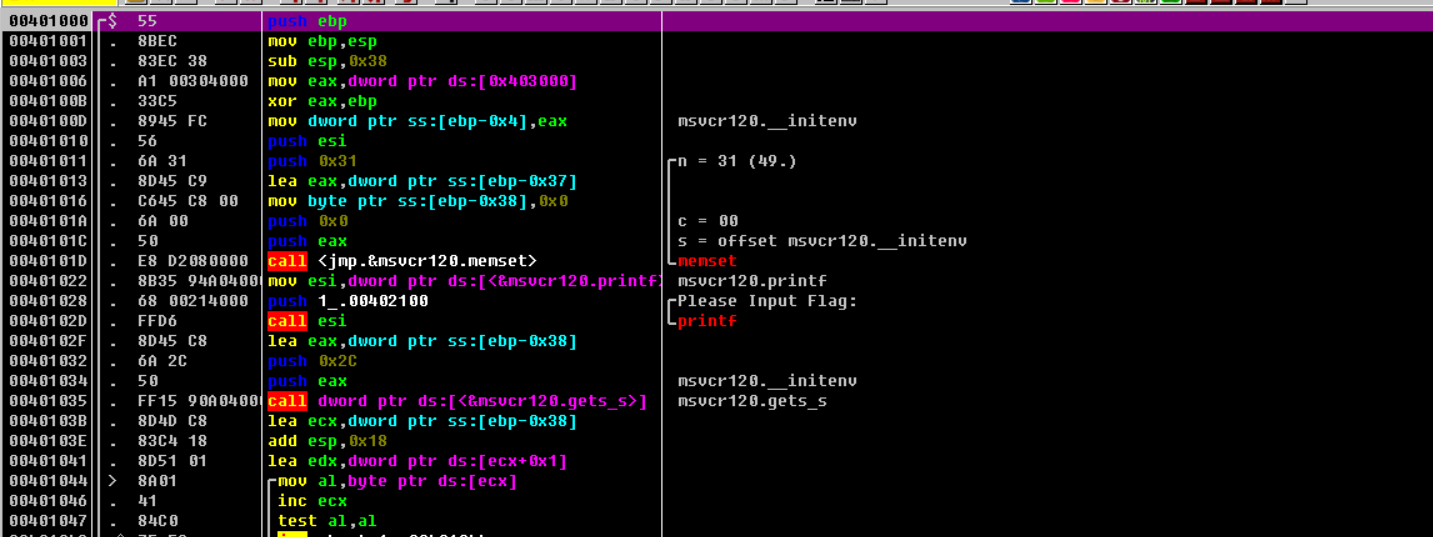 00401000 $ 55 push ebp
00401001 . 8BEC mov ebp,esp
00401003 . 83EC 38 sub esp,0x38
00401006 . A1 00304000 mov eax,dword ptr ds:[0x403000]
0040100B . 33C5 xor eax,ebp
0040100D . 8945 FC mov dword ptr ss:[ebp-0x4],eax msvcr120.__initenv
00401010 . 56 push esi
00401011 . 6A 31 push 0x31 n = 31 (49.)
00401013 . 8D45 C9 lea eax,dword ptr ss:[ebp-0x37]
00401016 . C645 C8 00 mov byte ptr ss:[ebp-0x38],0x0
0040101A . 6A 00 push 0x0 c = 00
0040101C . 50 push eax s = offset msvcr120.__initenv
0040101D . E8 D2080000 call <jmp.&msvcr120.memset> memset
00401022 . 8B35 94A0400 mov esi,dword ptr ds:[<&msvcr120.printf> msvcr120.printf
00401028 . 68 00214000 push 1_.00402100 Please Input Flag:
0040102D . FFD6 call esi printf
0040102F . 8D45 C8 lea eax,dword ptr ss:[ebp-0x38]
00401032 . 6A 2C push 0x2C
00401034 . 50 push eax msvcr120.__initenv
00401035 . FF15 90A0400 call dword ptr ds:[<&msvcr120.gets_s>] msvcr120.gets_s
0040103B . 8D4D C8 lea ecx,dword ptr ss:[ebp-0x38]
0040103E . 83C4 18 add esp,0x18
00401041 . 8D51 01 lea edx,dword ptr ds:[ecx+0x1]
00401044 > 8A01 mov al,byte ptr ds:[ecx]
00401046 . 41 inc ecx
00401047 . 84C0 test al,al